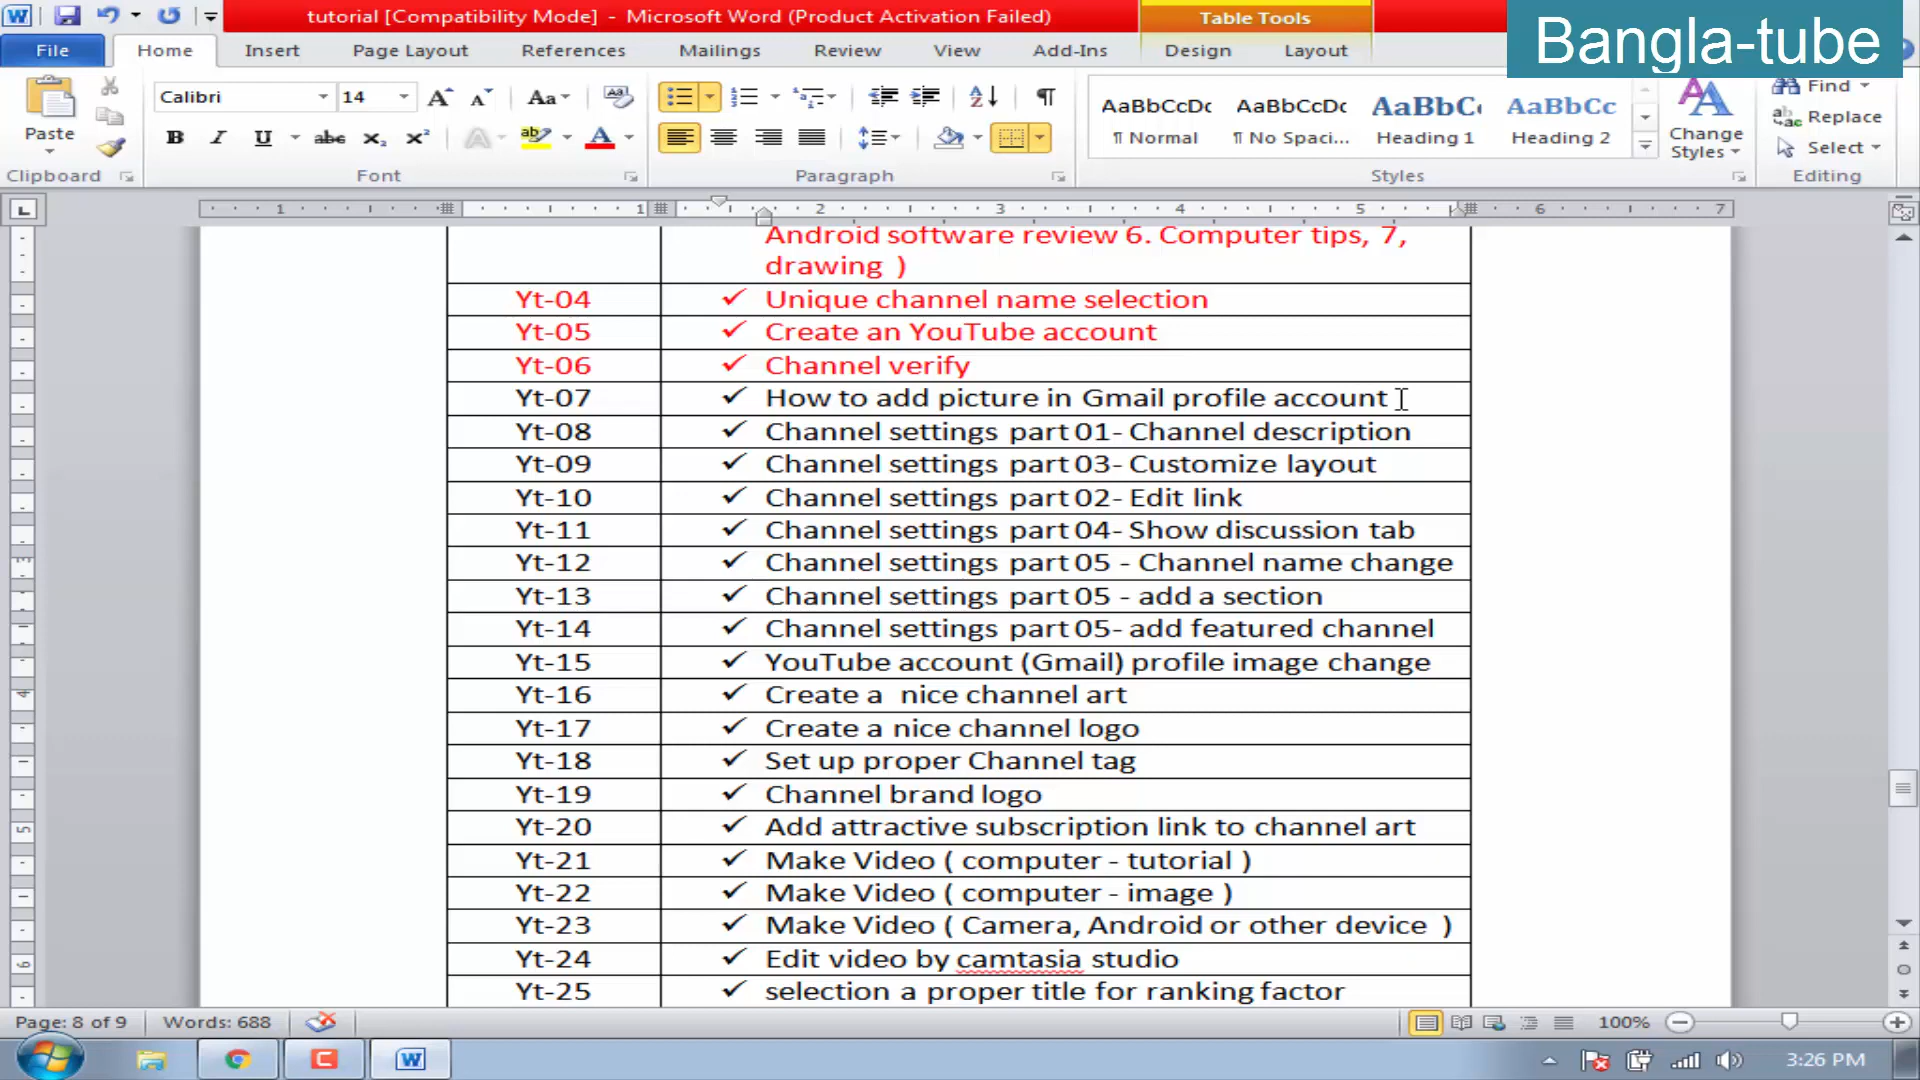 tutorial [Compatibility Mode] - Microsoft Word (Product Activation Failed)
Table Tools
Bangla-tube
File Home Insert Page Layout References Mailings Review View Add-Ins Design Layout
Calibri 14
AaBbCcDc AaBbCcDc AaBbC AaBbCc
¶ Normal ¶ No Spaci... Heading 1 Heading 2
Paste
Change Styles
Find
Replace
Select
Clipboard Font Paragraph Styles Editing
1 1 2 3 4 5 6 7
Android software review 6. Computer tips, 7,
drawing )
Yt-04 ✓ Unique channel name selection
Yt-05 ✓ Create an YouTube account
Yt-06 ✓ Channel verify
Yt-07 ✓ How to add picture in Gmail profile account
Yt-08 ✓ Channel settings part 01- Channel description
Yt-09 ✓ Channel settings part 03- Customize layout
Yt-10 ✓ Channel settings part 02- Edit link
Yt-11 ✓ Channel settings part 04- Show discussion tab
Yt-12 ✓ Channel settings part 05 - Channel name change
Yt-13 ✓ Channel settings part 05 - add a section
Yt-14 ✓ Channel settings part 05- add featured channel
Yt-15 ✓ YouTube account (Gmail) profile image change
Yt-16 ✓ Create a nice channel art
Yt-17 ✓ Create a nice channel logo
Yt-18 ✓ Set up proper Channel tag
Yt-19 ✓ Channel brand logo
Yt-20 ✓ Add attractive subscription link to channel art
Yt-21 ✓ Make Video ( computer - tutorial )
Yt-22 ✓ Make Video ( computer - image )
Yt-23 ✓ Make Video ( Camera, Android or other device )
Yt-24 ✓ Edit video by camtasia studio
Yt-25 ✓ selection a proper title for ranking factor
Page: 8 of 9 Words: 688 100%
3:26 PM